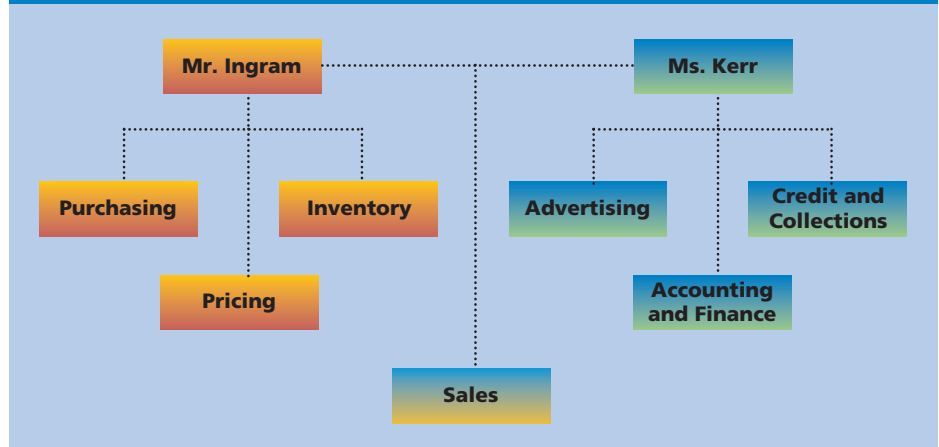 Mr. Ingram
Ms. Kerr
Purchasing
Inventory
Advertising
Credit and
Collections
Pricing
Accounting
and Finance
Sales